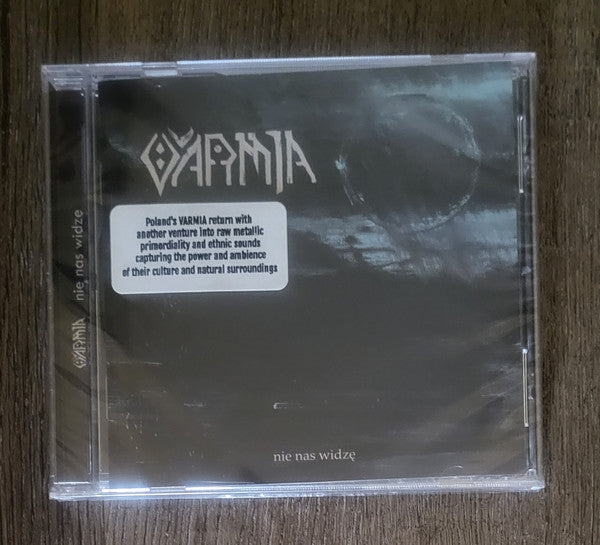 VARMIA
Poland's VARMIA return with
another venture into raw metallic
primordiality and ethnic sounds
capturing the power and ambience
of their culture and natural surroundings
nie nas widzę
VARMIA nie nas widzę